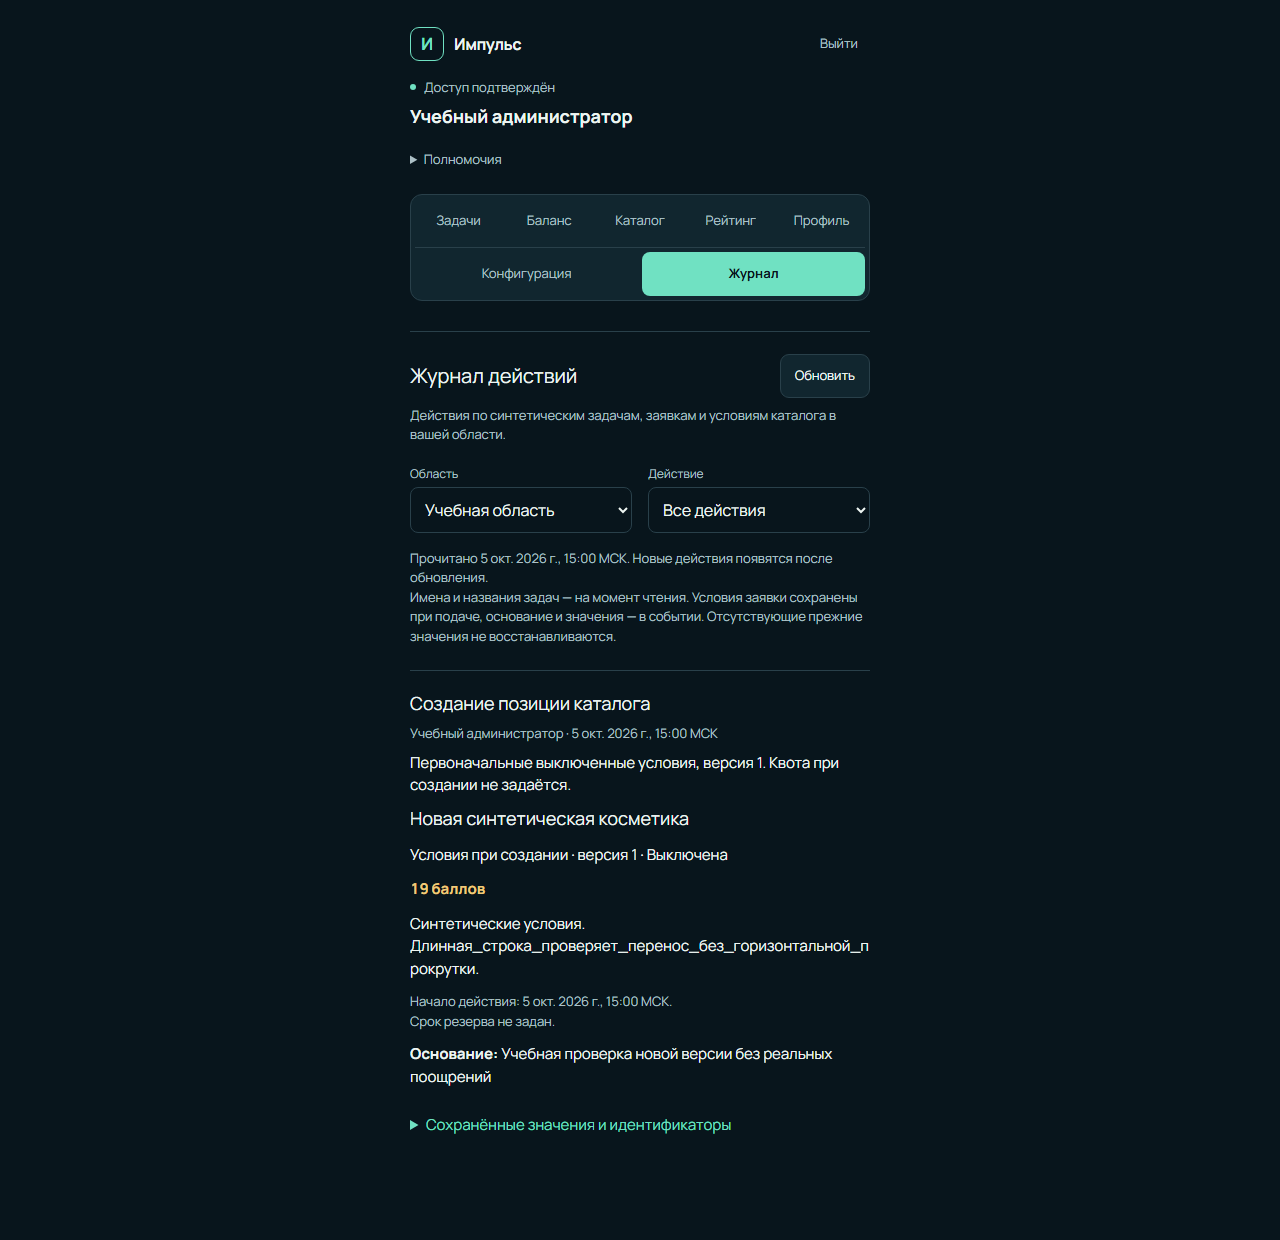 И Импульс
Выйти
Доступ подтверждён
Учебный администратор
Полномочия
Задачи Баланс Каталог Рейтинг Профиль
Конфигурация Журнал
Журнал действий
Обновить
Действия по синтетическим задачам, заявкам и условиям каталога в
вашей области.
Область Действие
Учебная область Все действия
Прочитано 5 окт. 2026 г., 15:00 МСК. Новые действия появятся после
обновления.
Имена и названия задач — на момент чтения. Условия заявки сохранены
при подаче, основание и значения — в событии. Отсутствующие прежние
значения не восстанавливаются.
Создание позиции каталога
Учебный администратор · 5 окт. 2026 г., 15:00 МСК
Первоначальные выключенные условия, версия 1. Квота при
создании не задаётся.
Новая синтетическая косметика
Условия при создании · версия 1 · Выключена
19 баллов
Синтетические условия.
Длинная_строка_проверяет_перенос_без_горизонтальной_п
рокрутки.
Начало действия: 5 окт. 2026 г., 15:00 МСК.
Срок резерва не задан.
Основание: Учебная проверка новой версии без реальных
поощрений
Сохранённые значения и идентификаторы